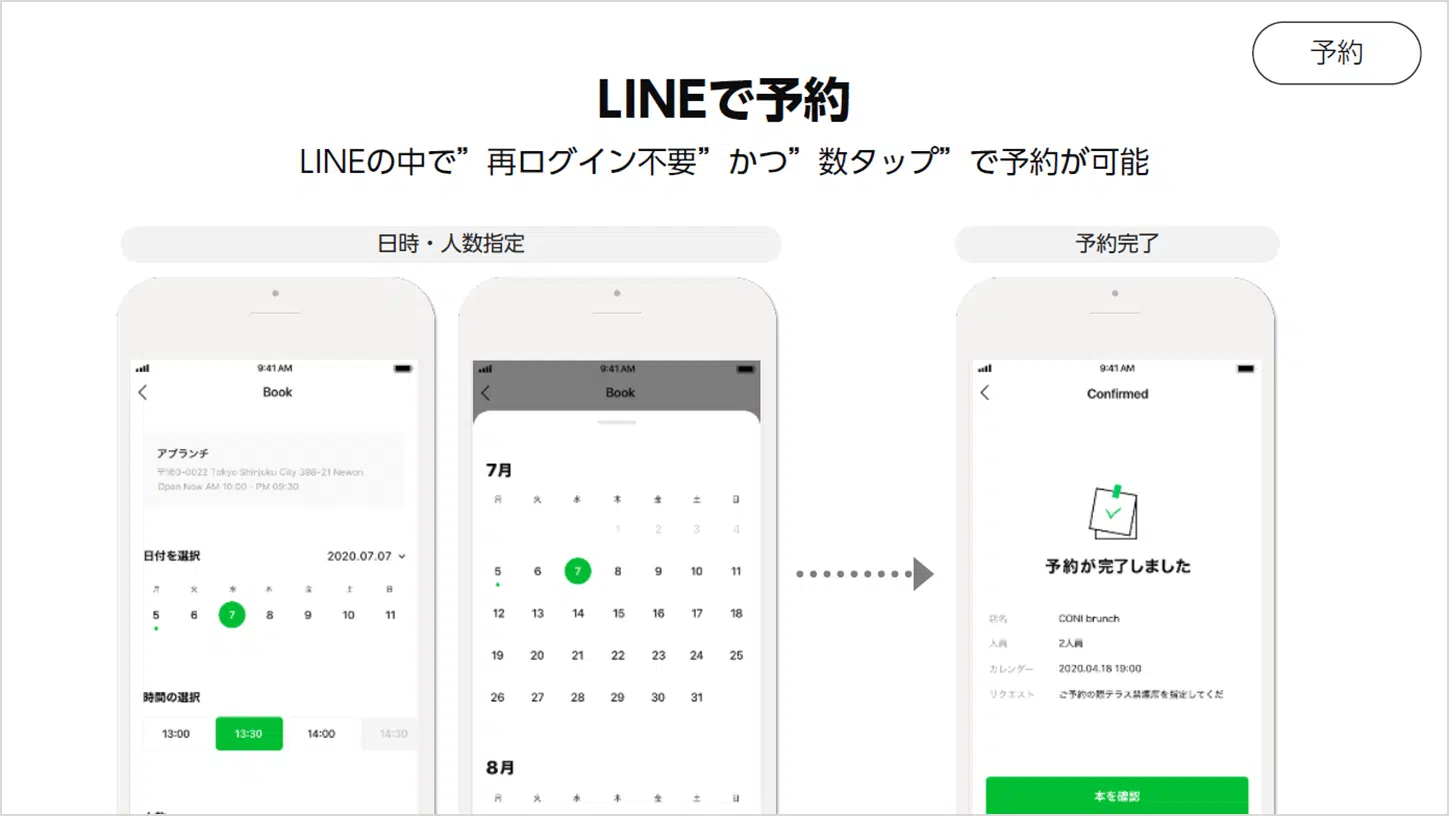 予約
LINEで予約
LINEの中で”再ログイン不要”かつ”数タップ”で予約が可能
日時・人数指定
9:41 AM
Book
アブランチ
〒160-0022 Tokyo Shinjuku City 398-21 Newon
Open Now AM 10:00 - PM 09:30
日付を選択 2020.07.07
月 火 水 木 金 土 日
5 6 7 8 9 10 11
時間の選択
13:00 13:30 14:00 14:30
9:41 AM
Book
7月
月 火 水 木 金 土 日
1 2 3 4
5 6 7 8 9 10 11
12 13 14 15 16 17 18
19 20 21 22 23 24 25
26 27 28 29 30 31
8月
月 火 水 木 金 土 日
予約完了
9:41 AM
Confirmed
予約が完了しました
店名 CONI brunch
人員 2人員
カレンダー 2020.04.18 19:00
リクエスト ご予約の際テラス禁煙席を指定してくだ
本を確認